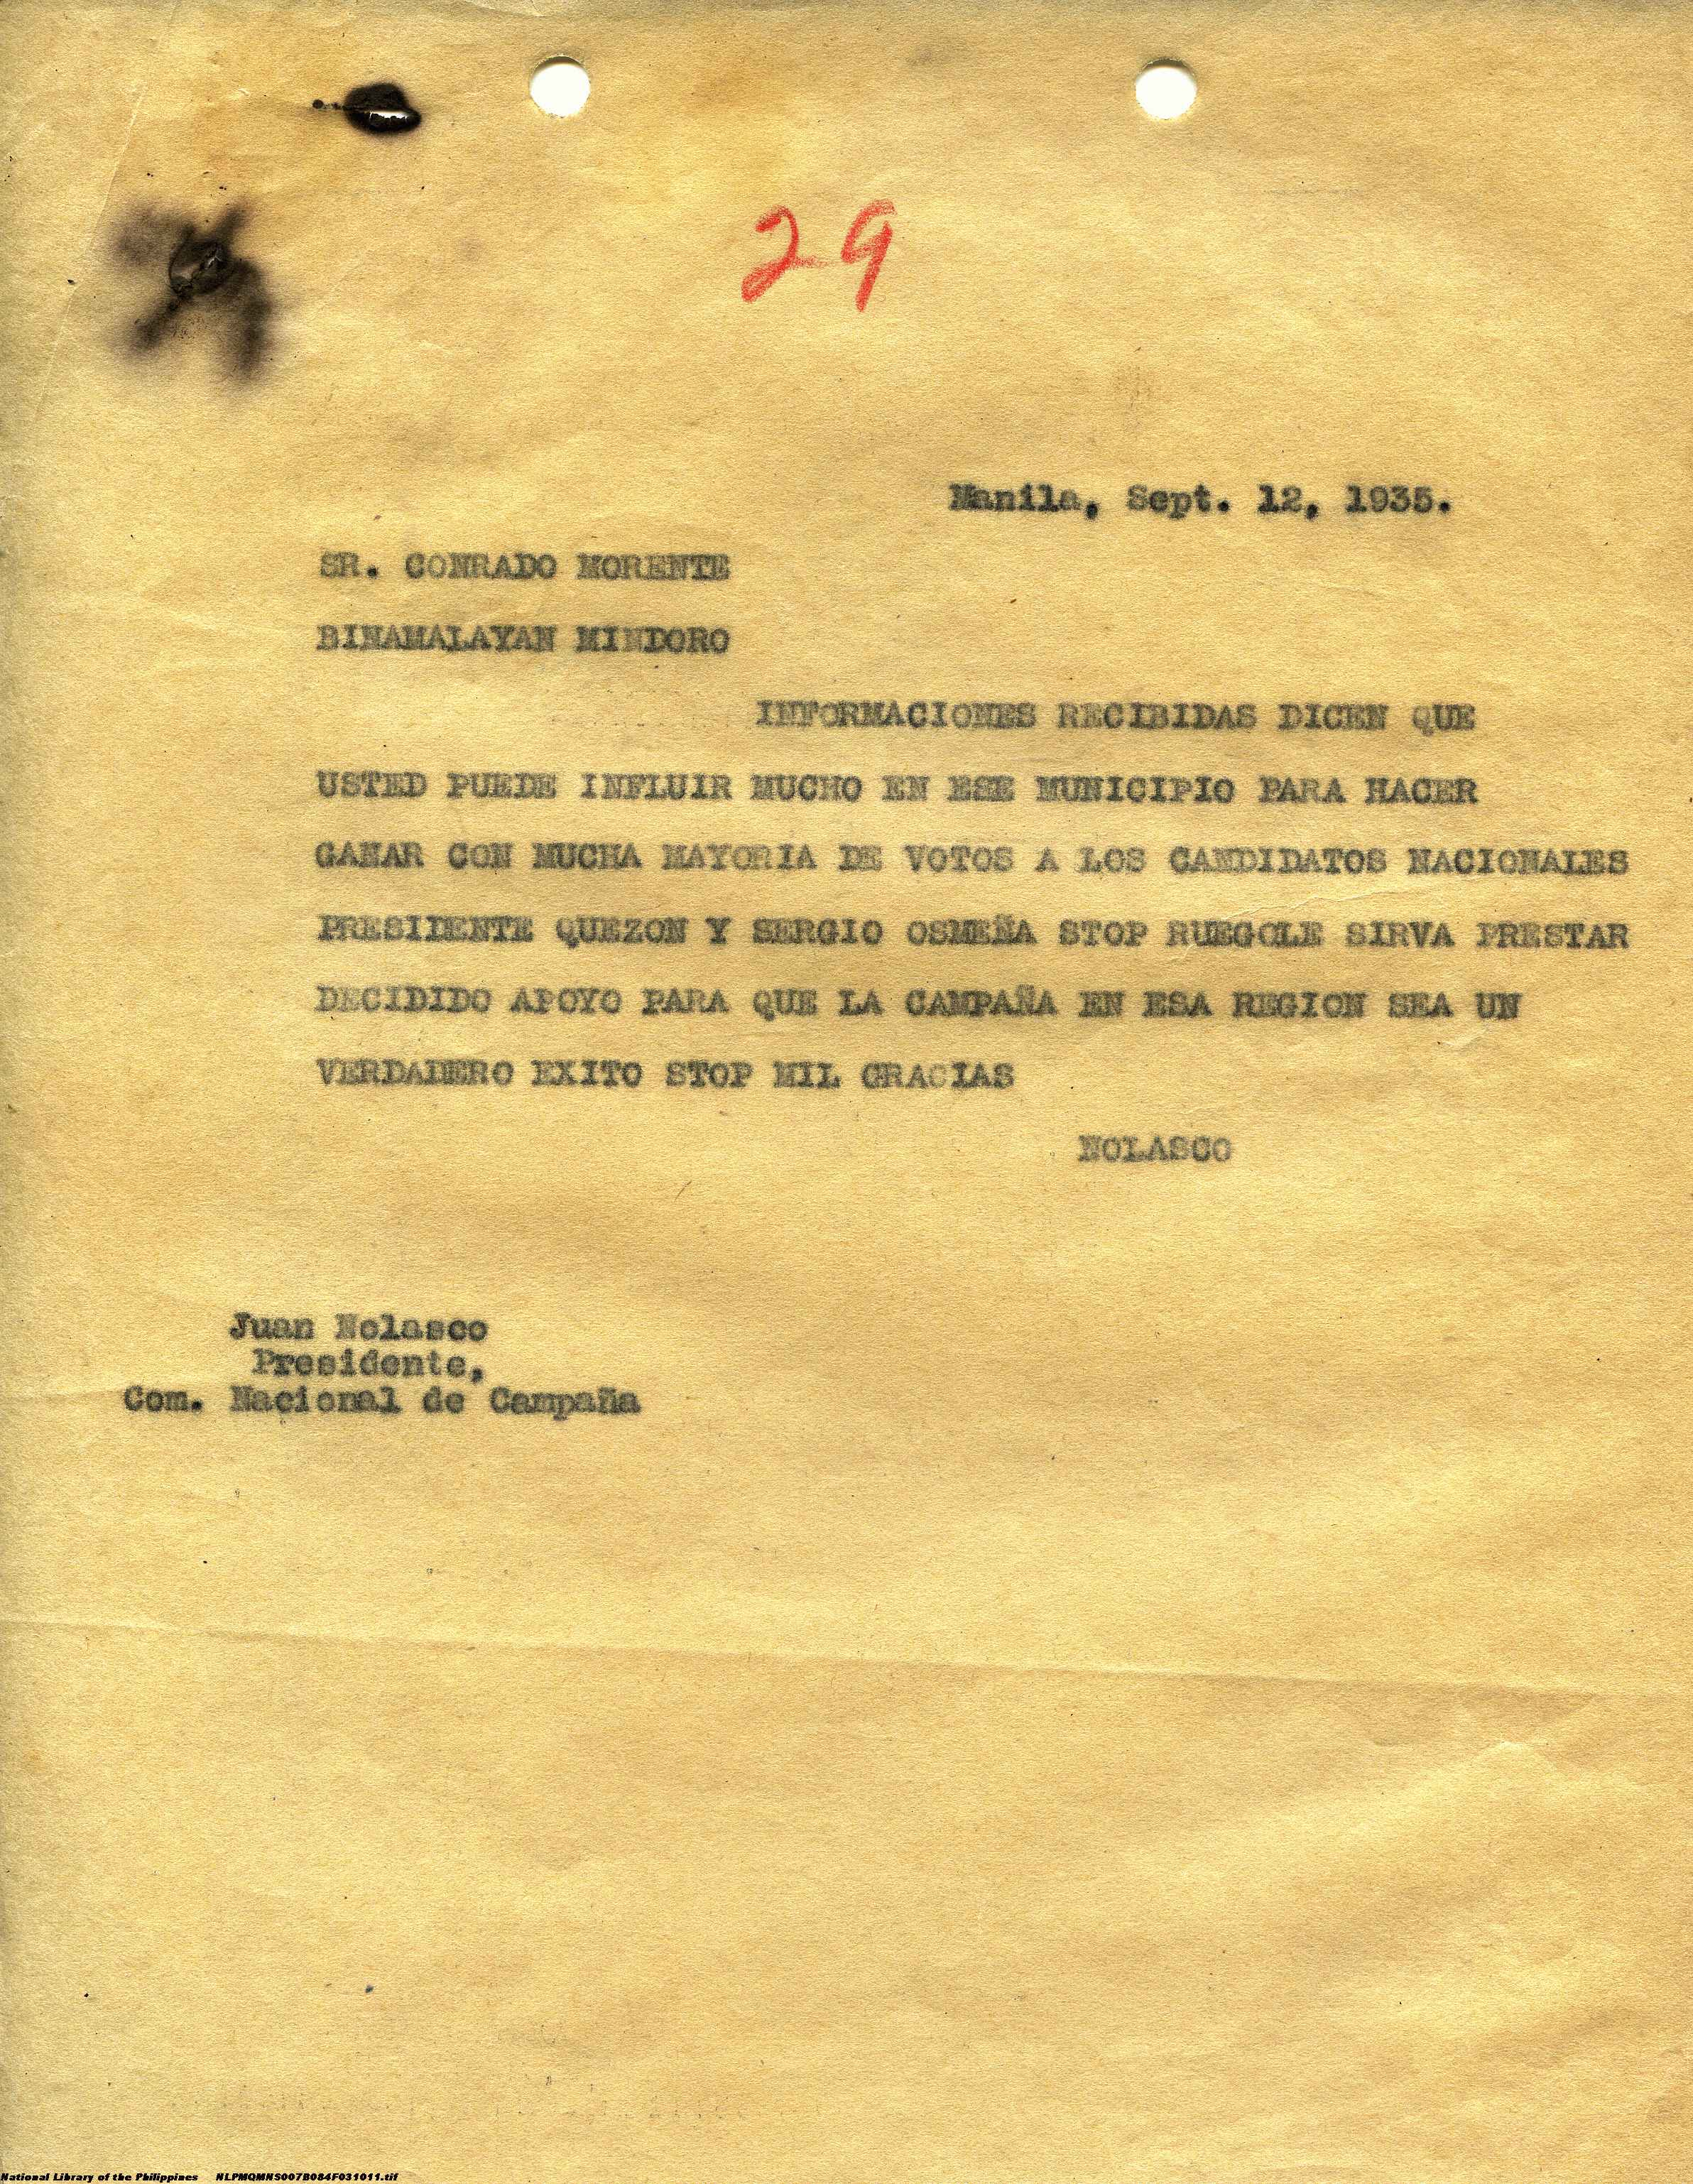 29
Manila, Sept. 12, 1935.
SR. CONRADO MORENTE
BINAMALAYAN MINDORO
INFORMACIONES RECIBIDAS DICEN QUE
USTED PUEDE INFLUIR MUCHO EN ESE MUNICIPIO PARA HACER
GANAR CON MUCHA MAYORIA DE VOTOS A LOS CANDIDATOS NACIONALES
PRESIDENTE QUEZON Y SERGIO OSMEÑA STOP RUEGOLE SIRVA PRESTAR
DECIDIDO APOYO PARA QUE LA CAMPAÑA EN ESA REGION SEA UN
VERDADERO EXITO STOP MIL GRACIAS
NOLASCO
Juan Nolasco
Presidente,
Com. Nacional de Campaña
National Library of the Philippines NLPMQMNS007B084F031011.tif